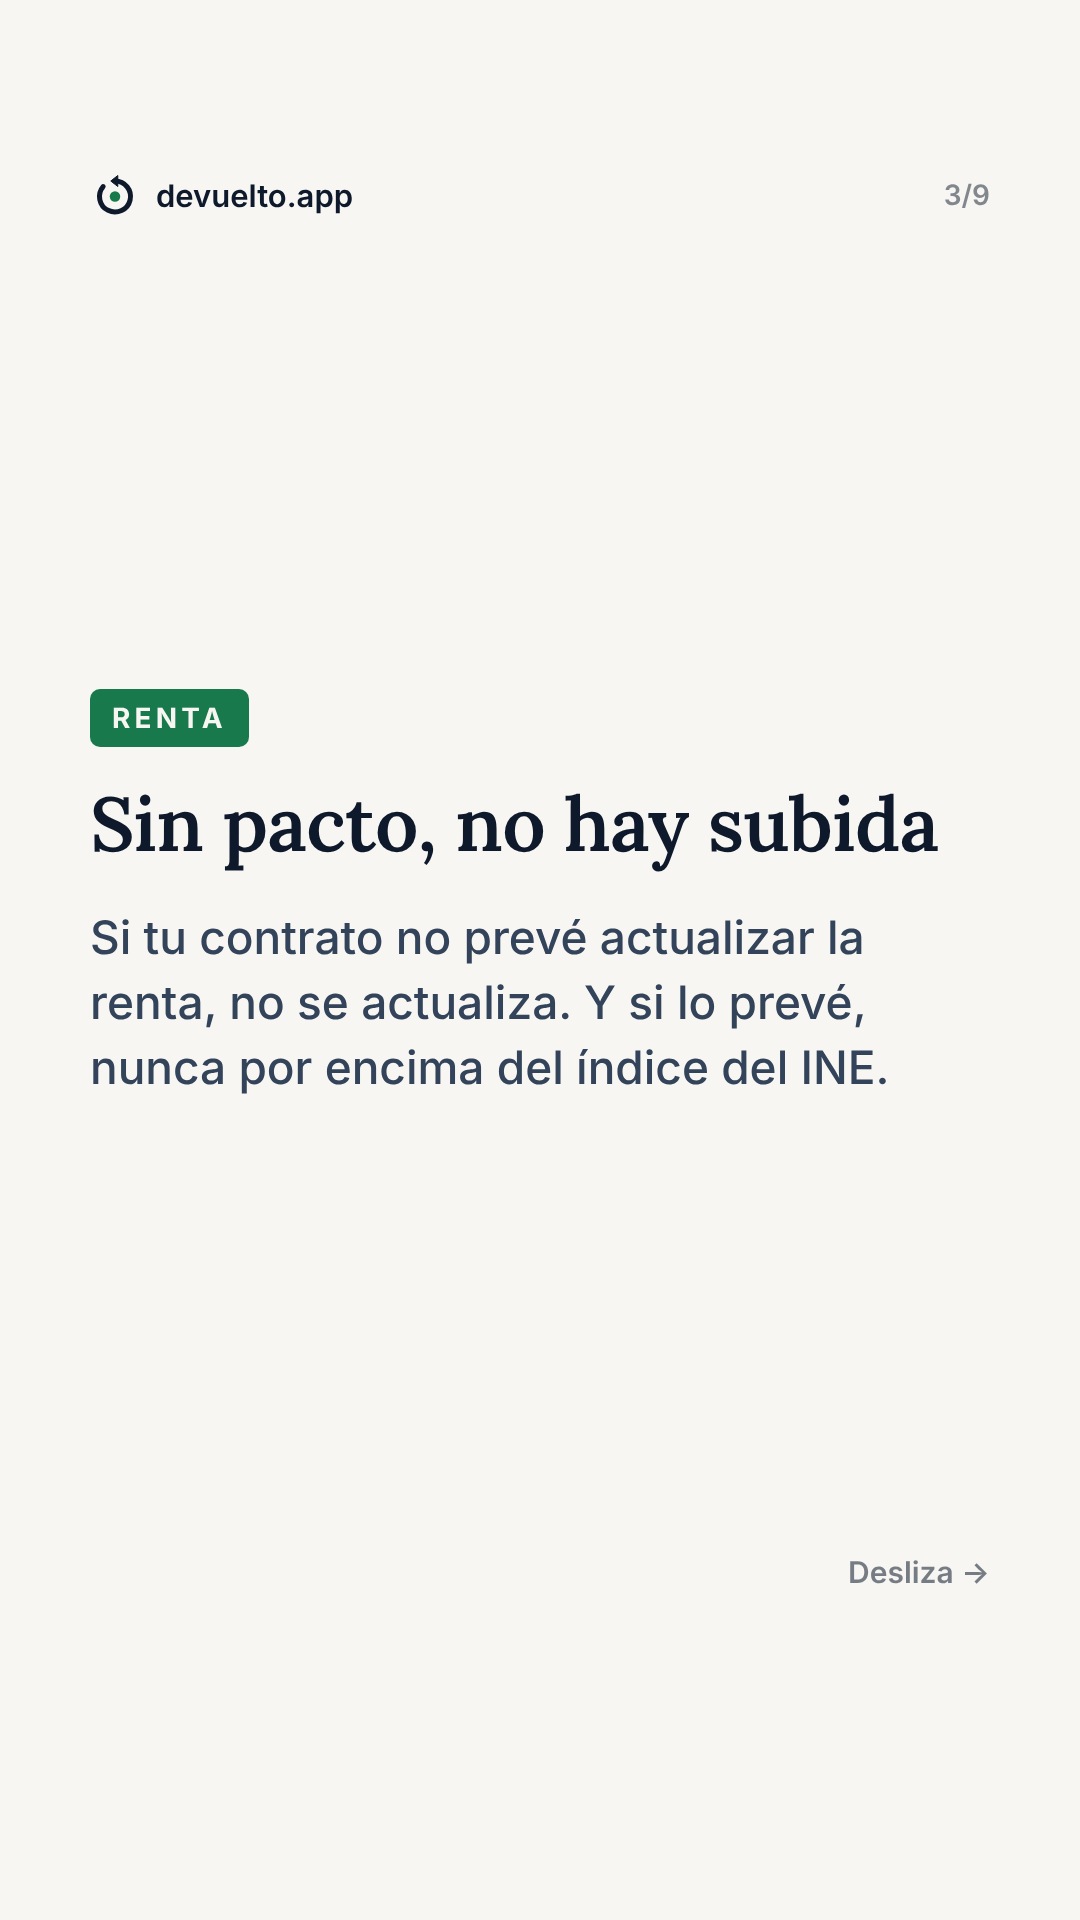 devuelto.app
3/9
RENTA
Sin pacto, no hay subida
Si tu contrato no prevé actualizar la
renta, no se actualiza. Y si lo prevé,
nunca por encima del índice del INE.
Desliza →